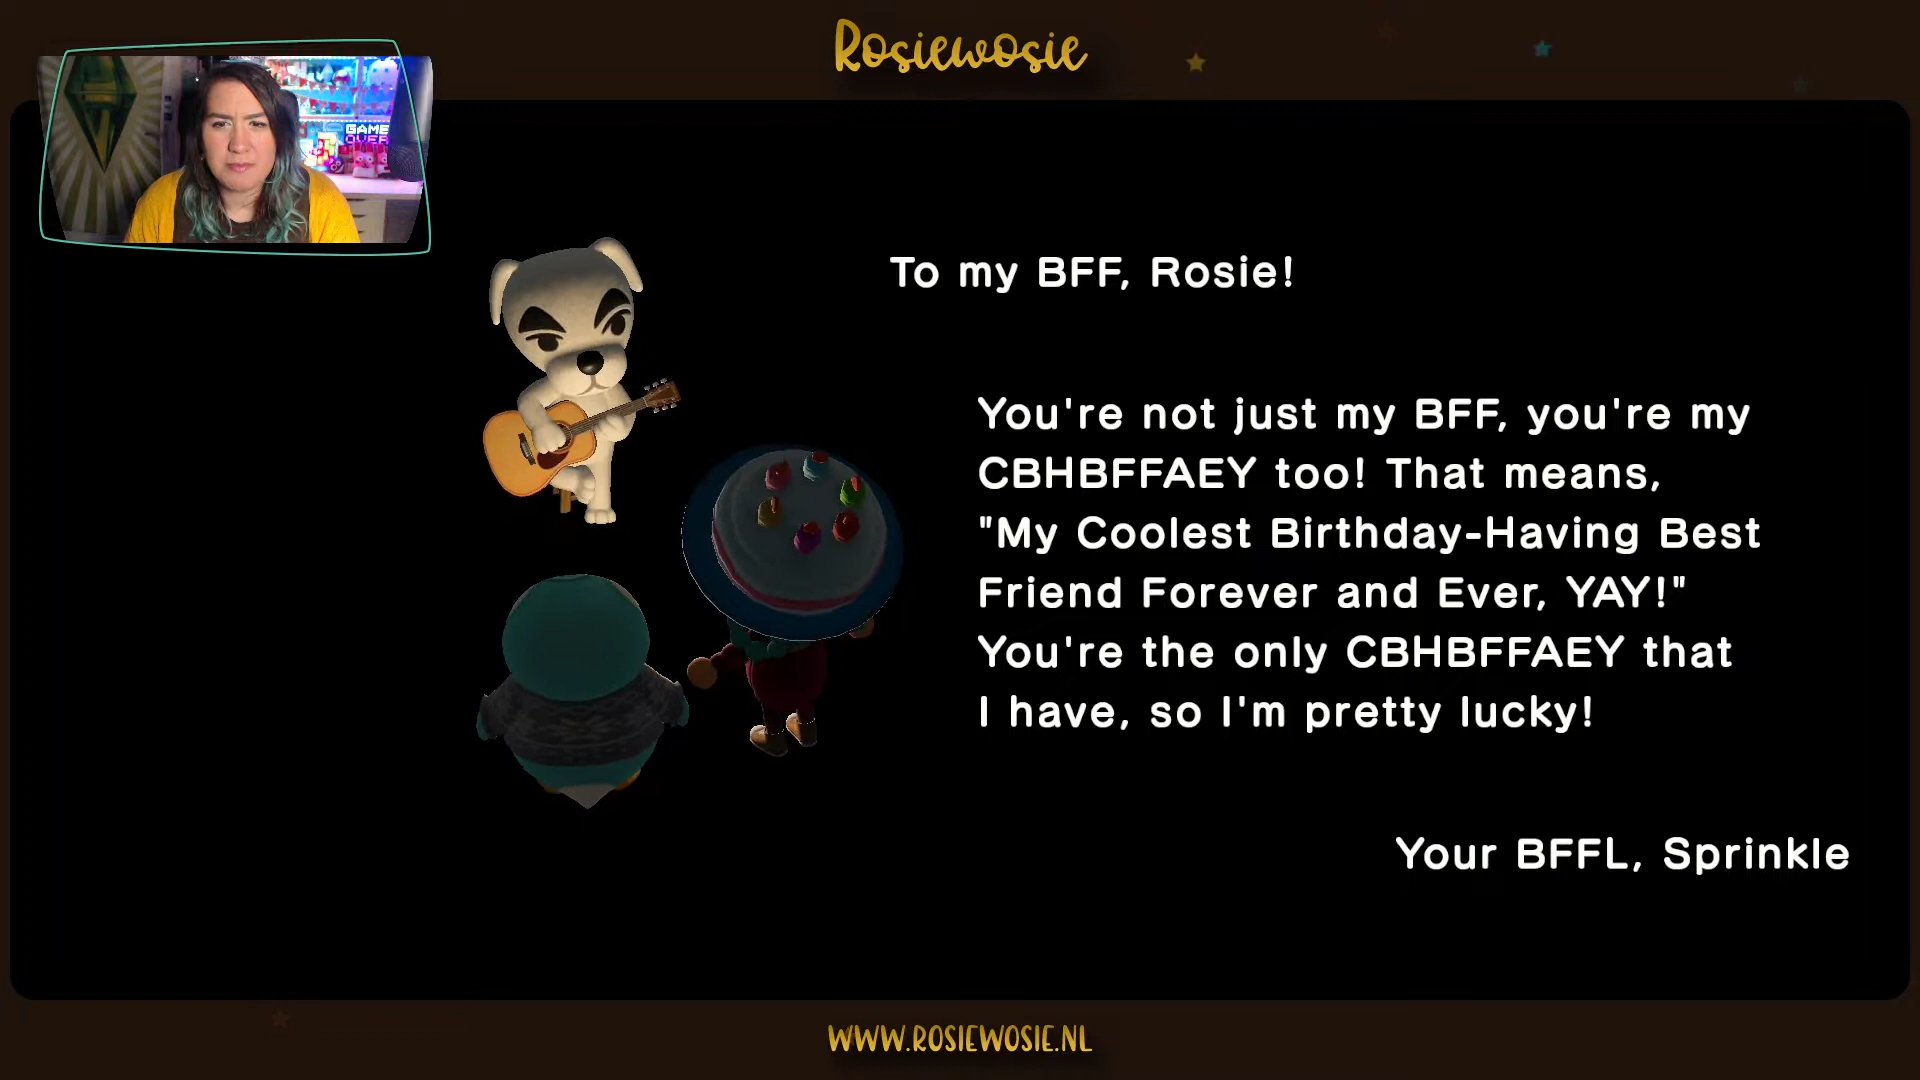 Rosiewosie
GAME
OVER
To my BFF, Rosie!
You're not just my BFF, you're my
CBHBFFAEY too! That means,
"My Coolest Birthday-Having Best
Friend Forever and Ever, YAY!"
You're the only CBHBFFAEY that
I have, so I'm pretty lucky!
Your BFFL, Sprinkle
WWW.ROSIEWOSIE.NL